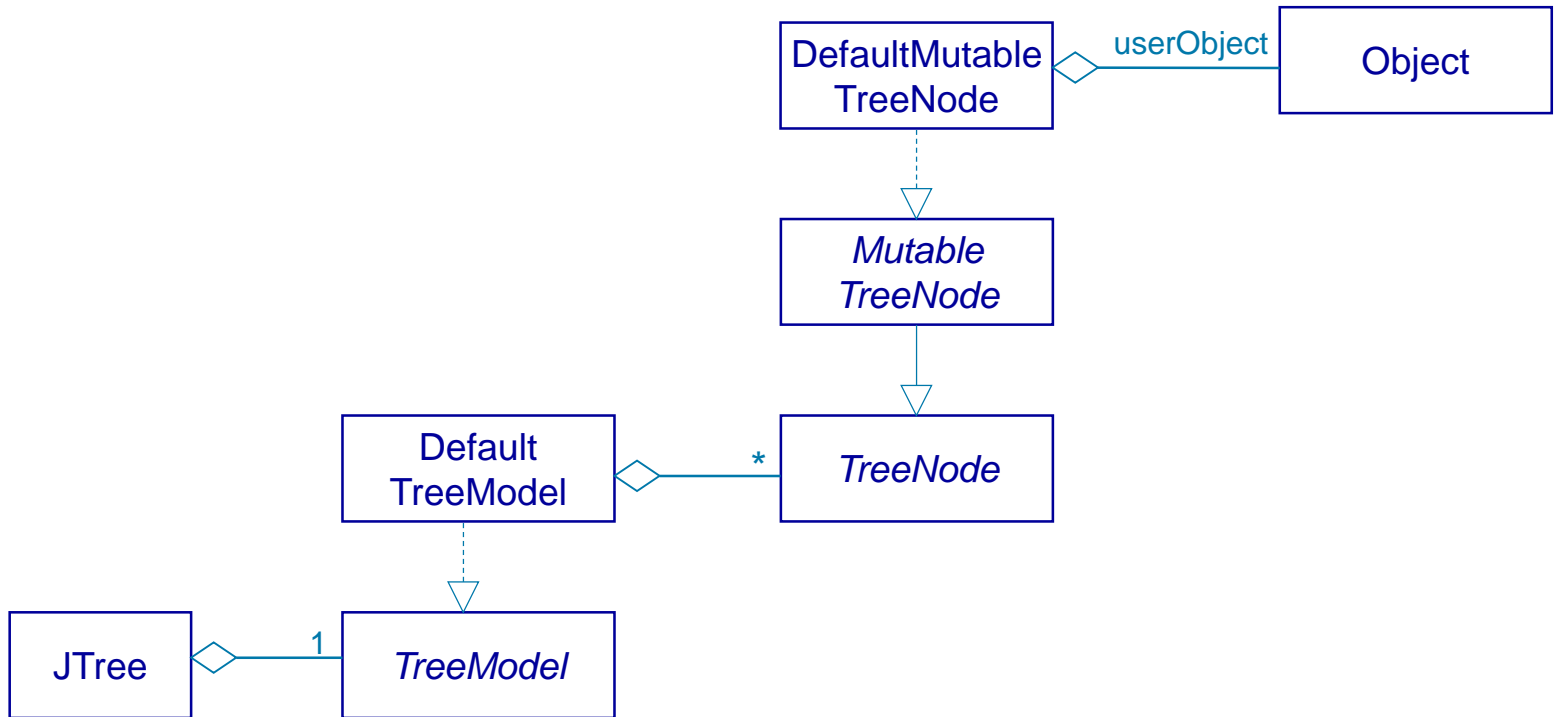 DefaultMutable
TreeNode
userObject
Object
Mutable
TreeNode
Default
TreeModel
*
TreeNode
JTree
1
TreeModel